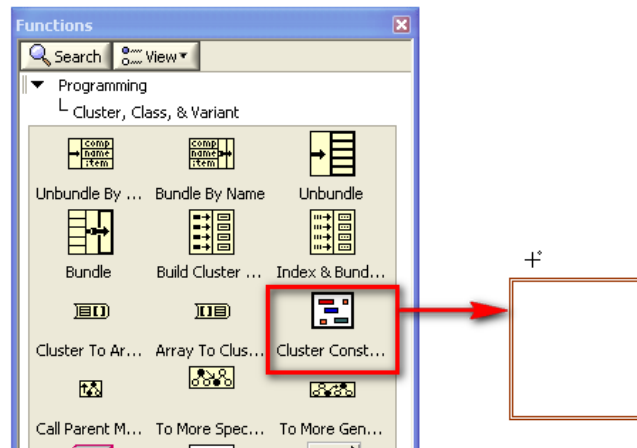 Functions
Search View
Programming
Cluster, Class, & Variant
comp name item comp name item
Unbundle By ... Bundle By Name Unbundle
Bundle Build Cluster ... Index & Bund...
Cluster To Ar... Array To Clus... Cluster Const...
Call Parent M... To More Spec... To More Gen...